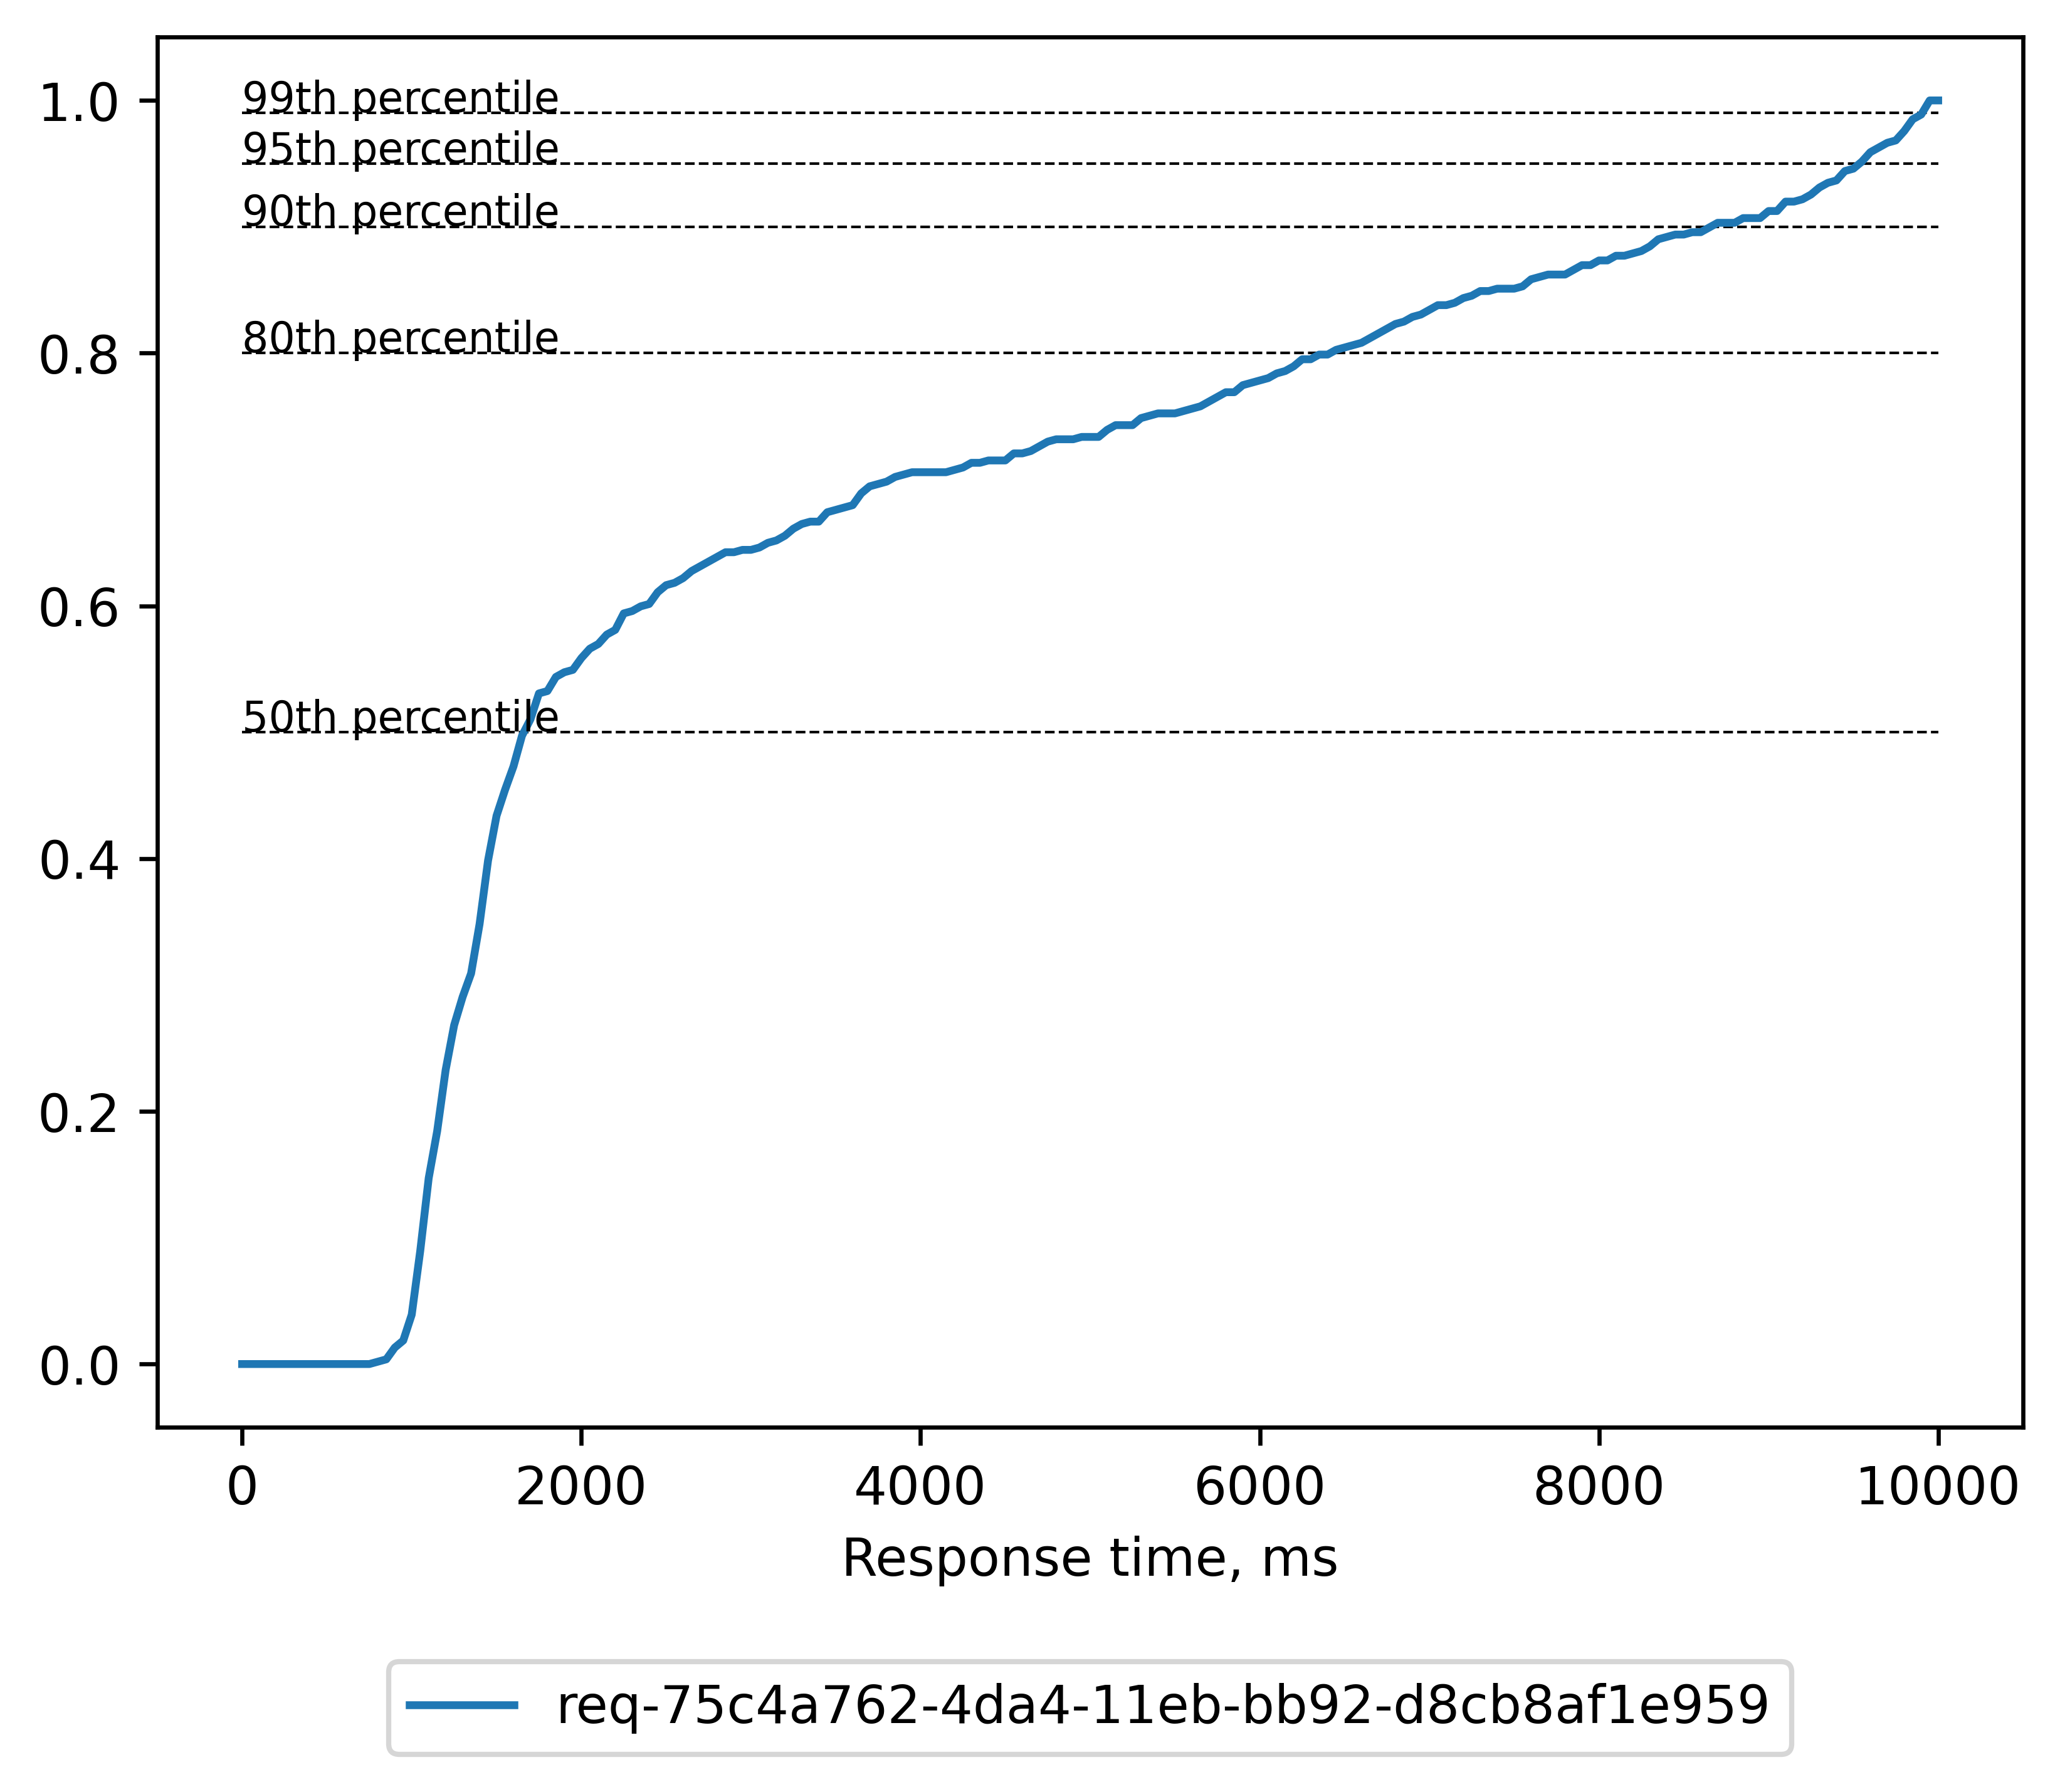 1.0
99th percentile
95th percentile
90th percentile
0.8
80th percentile
0.6
50th percentile
0.4
0.2
0.0
0 2000 4000 6000 8000 10000
Response time, ms
req-75c4a762-4da4-11eb-bb92-d8cb8af1e959